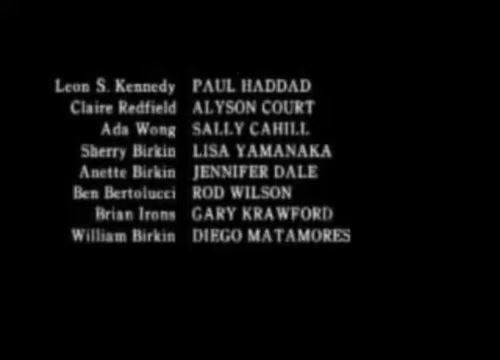 Leon S. Kennedy PAUL HADDAD
Claire Redfield ALYSON COURT
Ada Wong SALLY CAHILL
Sherry Birkin LISA YAMANAKA
Anette Birkin JENNIFER DALE
Ben Bertolucci ROD WILSON
Brian Irons GARY KRAWFORD
William Birkin DIEGO MATAMORES